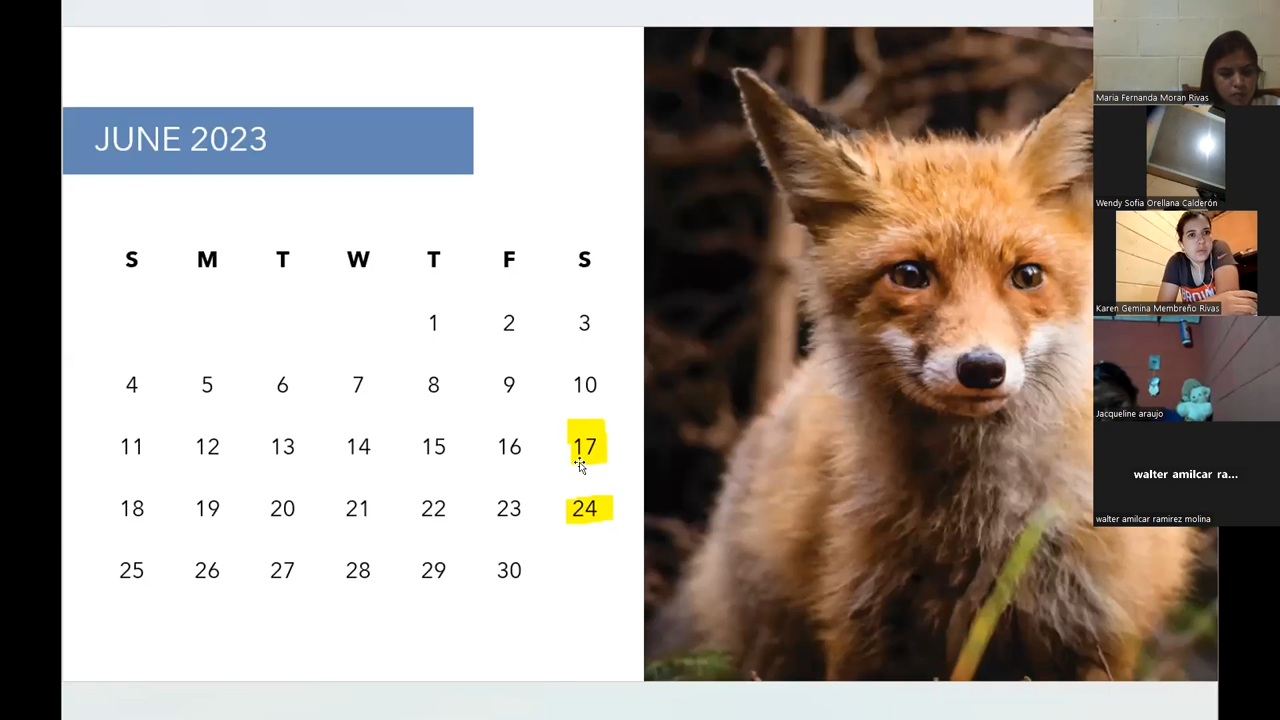 JUNE 2023
S M T W T F S
1 2 3
4 5 6 7 8 9 10
11 12 13 14 15 16 17
18 19 20 21 22 23 24
25 26 27 28 29 30
Maria Fernanda Moran Rivas
Wendy Sofia Orellana Calderón
Karen Gemina Membreño Rivas
Jacqueline araujo
walter amilcar ra...
walter amilcar ramirez molina